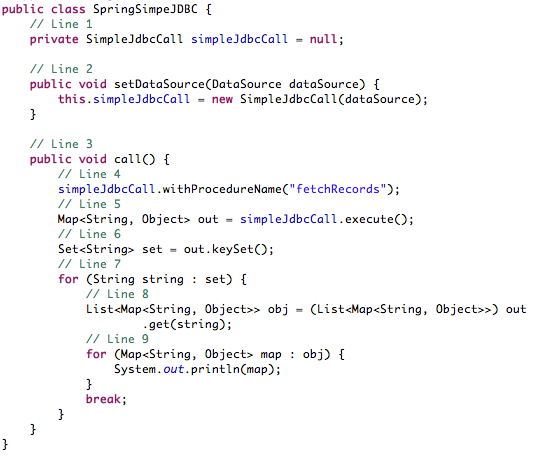 public class SpringSimpeJDBC {
    // Line 1
    private SimpleJdbcCall simpleJdbcCall = null;

    // Line 2
    public void setDataSource(DataSource dataSource) {
        this.simpleJdbcCall = new SimpleJdbcCall(dataSource);
    }

    // Line 3
    public void call() {
        // Line 4
        simpleJdbcCall.withProcedureName("fetchRecords");
        // Line 5
        Map<String, Object> out = simpleJdbcCall.execute();
        // Line 6
        Set<String> set = out.keySet();
        // Line 7
        for (String string : set) {
            // Line 8
            List<Map<String, Object>> obj = (List<Map<String, Object>>) out
                    .get(string);
            // Line 9
            for (Map<String, Object> map : obj) {
                System.out.println(map);
            }
            break;
        }
    }
}